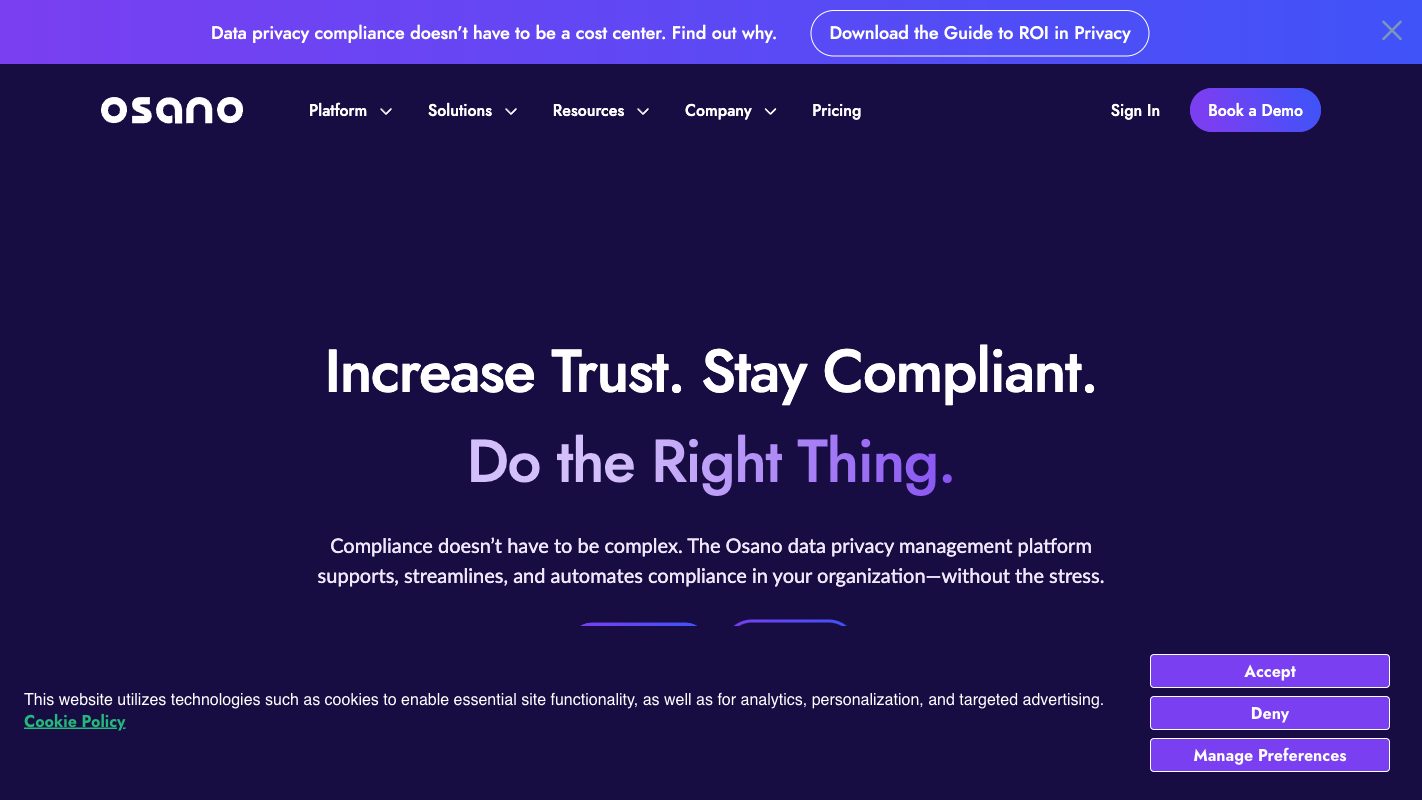 Data privacy compliance doesn’t have to be a cost center. Find out why.
Download the Guide to ROI in Privacy
osano
Platform
Solutions
Resources
Company
Pricing
Sign In
Book a Demo
Increase Trust. Stay Compliant.
Do the Right Thing.
Compliance doesn’t have to be complex. The Osano data privacy management platform
supports, streamlines, and automates compliance in your organization—without the stress.
This website utilizes technologies such as cookies to enable essential site functionality, as well as for analytics, personalization, and targeted advertising.
Cookie Policy
Accept
Deny
Manage Preferences